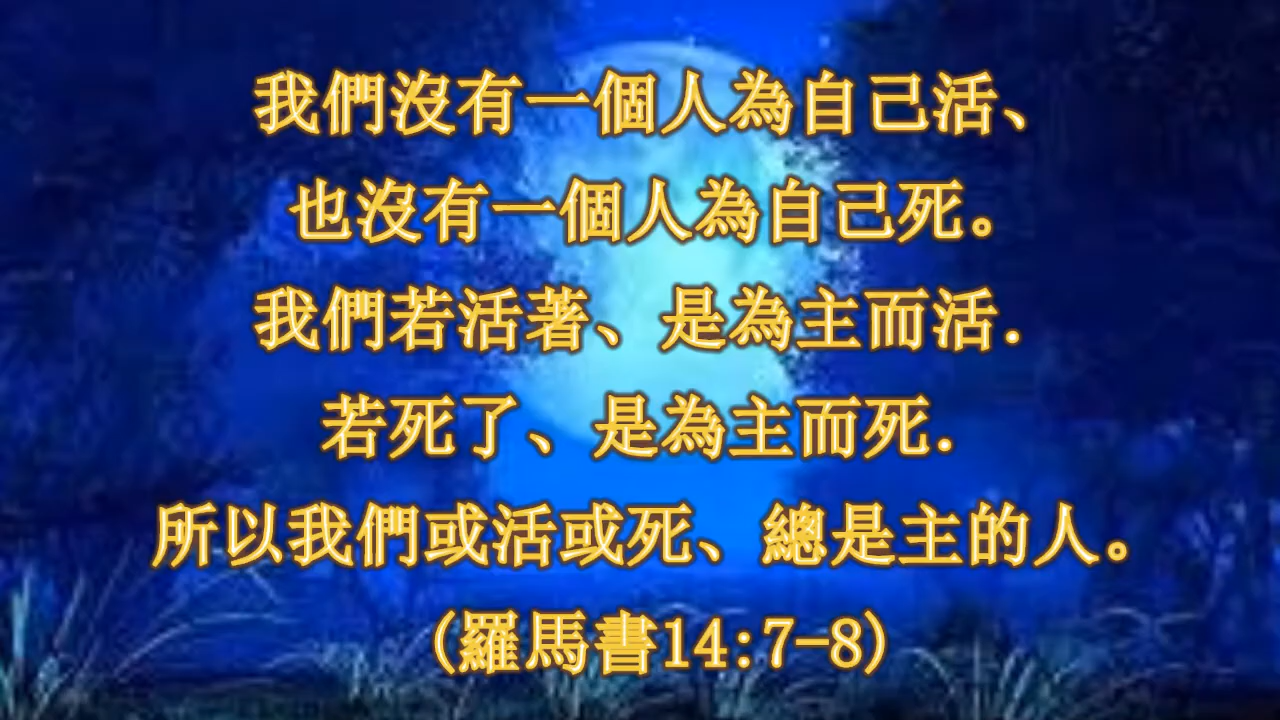 我們沒有一個人為自己活、
也沒有一個人為自己死。
我們若活著、是為主而活.
若死了、是為主而死.
所以我們或活或死、總是主的人。
(羅馬書14:7-8)